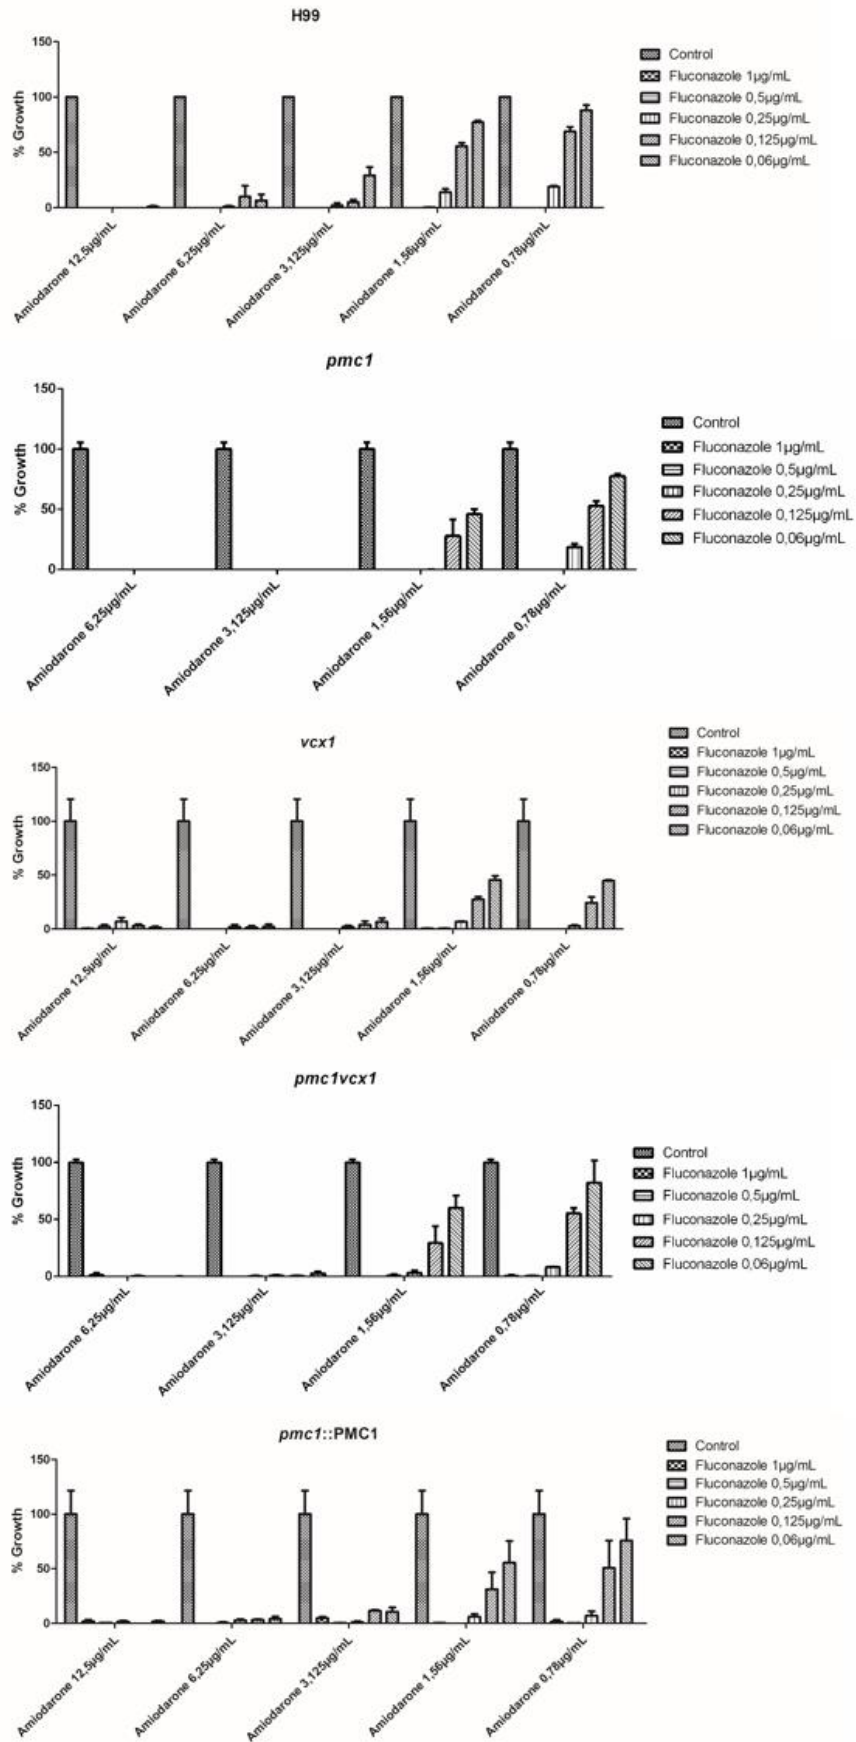 H99
150
100
50
0
% Growth
Amiodarone 12,5µg/mL
Amiodarone 6,25µg/mL
Amiodarone 3,125µg/mL
Amiodarone 1,56µg/mL
Amiodarone 0,78µg/mL
Control
Fluconazole 1µg/mL
Fluconazole 0,5µg/mL
Fluconazole 0,25µg/mL
Fluconazole 0,125µg/mL
Fluconazole 0,06µg/mL
pmc1
150
100
50
0
% Growth
Amiodarone 6,25µg/mL
Amiodarone 3,125µg/mL
Amiodarone 1,56µg/mL
Amiodarone 0,78µg/mL
Control
Fluconazole 1µg/mL
Fluconazole 0,5µg/mL
Fluconazole 0,25µg/mL
Fluconazole 0,125µg/mL
Fluconazole 0,06µg/mL
vcx1
150
100
50
0
% Growth
Amiodarone 12,5µg/mL
Amiodarone 6,25µg/mL
Amiodarone 3,125µg/mL
Amiodarone 1,56µg/mL
Amiodarone 0,78µg/mL
Control
Fluconazole 1µg/mL
Fluconazole 0,5µg/mL
Fluconazole 0,25µg/mL
Fluconazole 0,125µg/mL
Fluconazole 0,06µg/mL
pmc1vcx1
150
100
50
0
% Growth
Amiodarone 6,25µg/mL
Amiodarone 3,125µg/mL
Amiodarone 1,56µg/mL
Amiodarone 0,78µg/mL
Control
Fluconazole 1µg/mL
Fluconazole 0,5µg/mL
Fluconazole 0,25µg/mL
Fluconazole 0,125µg/mL
Fluconazole 0,06µg/mL
pmc1::PMC1
150
100
50
0
% Growth
Amiodarone 12,5µg/mL
Amiodarone 6,25µg/mL
Amiodarone 3,125µg/mL
Amiodarone 1,56µg/mL
Amiodarone 0,78µg/mL
Control
Fluconazole 1µg/mL
Fluconazole 0,5µg/mL
Fluconazole 0,25µg/mL
Fluconazole 0,125µg/mL
Fluconazole 0,06µg/mL